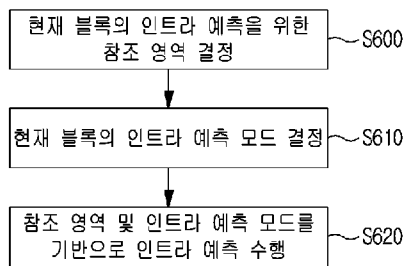 현재 블록의 인트라 예측을 위한
참조 영역 결정
S600
현재 블록의 인트라 예측 모드 결정
S610
참조 영역 및 인트라 예측 모드를
기반으로 인트라 예측 수행
S620